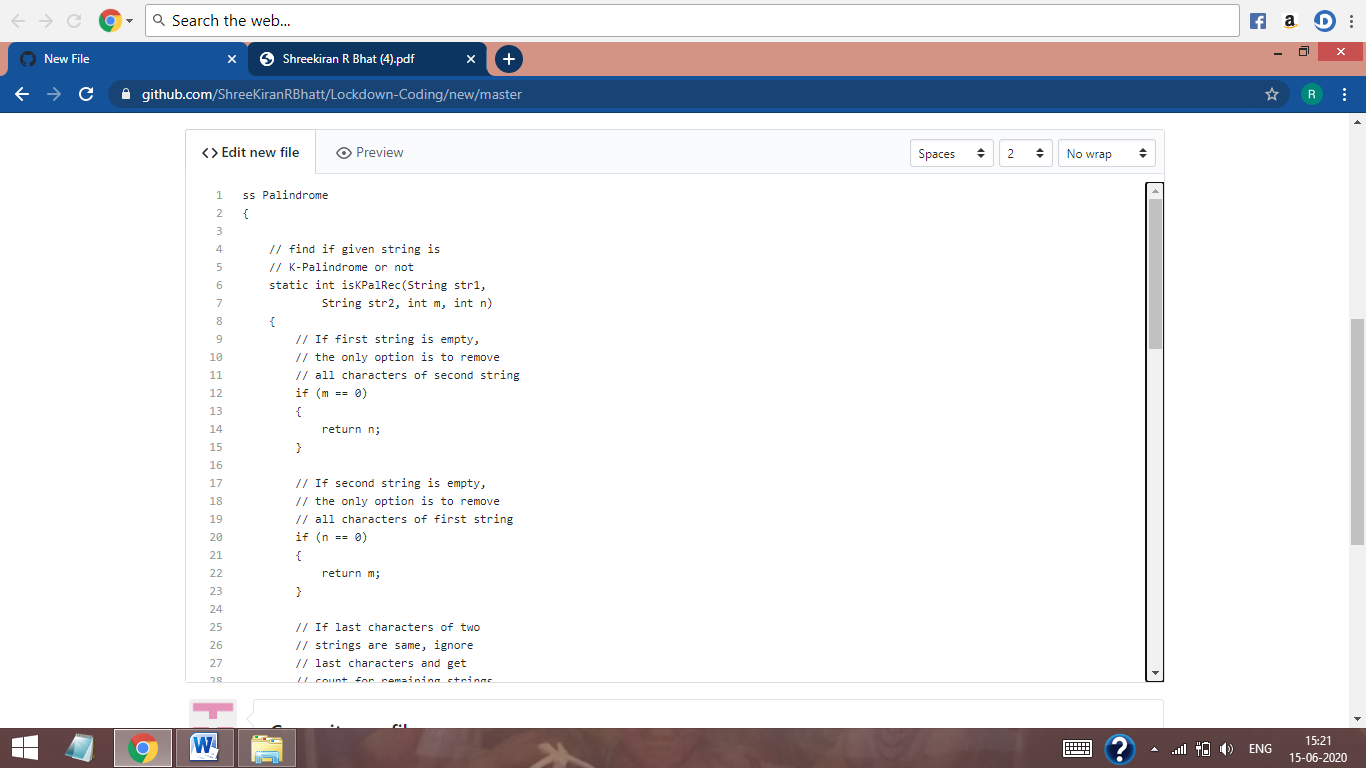 Search the web...
New File
Shreekiran R Bhat (4).pdf
github.com/ShreeKiranRBhatt/Lockdown-Coding/new/master
R
<> Edit new file
Preview
Spaces
2
No wrap
1 ss Palindrome
2 {
3
4 // find if given string is
5 // K-Palindrome or not
6 static int isKPalRec(String str1,
7 String str2, int m, int n)
8 {
9 // If first string is empty,
10 // the only option is to remove
11 // all characters of second string
12 if (m == 0)
13 {
14 return n;
15 }
16
17 // If second string is empty,
18 // the only option is to remove
19 // all characters of first string
20 if (n == 0)
21 {
22 return m;
23 }
24
25 // If last characters of two
26 // strings are same, ignore
27 // last characters and get
28 // count for remaining strings
ENG
15:21
15-06-2020